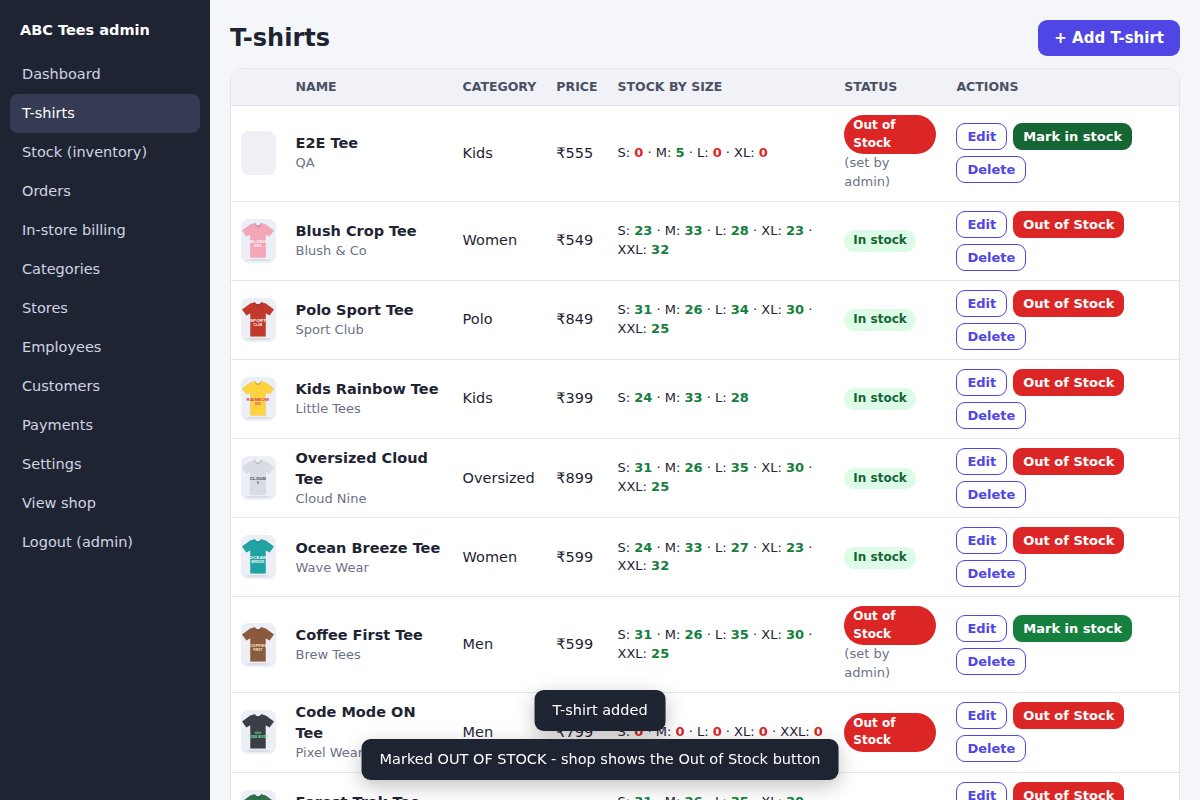 ABC Tees admin
Dashboard
T-shirts
Stock (inventory)
Orders
In-store billing
Categories
Stores
Employees
Customers
Payments
Settings
View shop
Logout (admin)
T-shirts
+ Add T-shirt
NAME CATEGORY PRICE STOCK BY SIZE STATUS ACTIONS
E2E Tee
QA
Kids
₹555
S: 0 · M: 5 · L: 0 · XL: 0
Out of
Stock
(set by
admin)
Edit Mark in stock
Delete
Blush Crop Tee
Blush & Co
Women
₹549
S: 23 · M: 33 · L: 28 · XL: 23 ·
XXL: 32
In stock
Edit Out of Stock
Delete
Polo Sport Tee
Sport Club
Polo
₹849
S: 31 · M: 26 · L: 34 · XL: 30 ·
XXL: 25
In stock
Edit Out of Stock
Delete
Kids Rainbow Tee
Little Tees
Kids
₹399
S: 24 · M: 33 · L: 28
In stock
Edit Out of Stock
Delete
Oversized Cloud
Tee
Cloud Nine
Oversized
₹899
S: 31 · M: 26 · L: 35 · XL: 30 ·
XXL: 25
In stock
Edit Out of Stock
Delete
Ocean Breeze Tee
Wave Wear
Women
₹599
S: 24 · M: 33 · L: 27 · XL: 23 ·
XXL: 32
In stock
Edit Out of Stock
Delete
Coffee First Tee
Brew Tees
Men
₹599
S: 31 · M: 26 · L: 35 · XL: 30 ·
XXL: 25
Out of
Stock
(set by
admin)
Edit Mark in stock
Delete
Code Mode ON
Tee
Pixel Wear
Men
₹799
S: 0 · M: 0 · L: 0 · XL: 0 · XXL: 0
Out of
Stock
Edit Out of Stock
Delete
T-shirt added
Marked OUT OF STOCK - shop shows the Out of Stock button
Forest Trek Tee
Edit Out of Stock